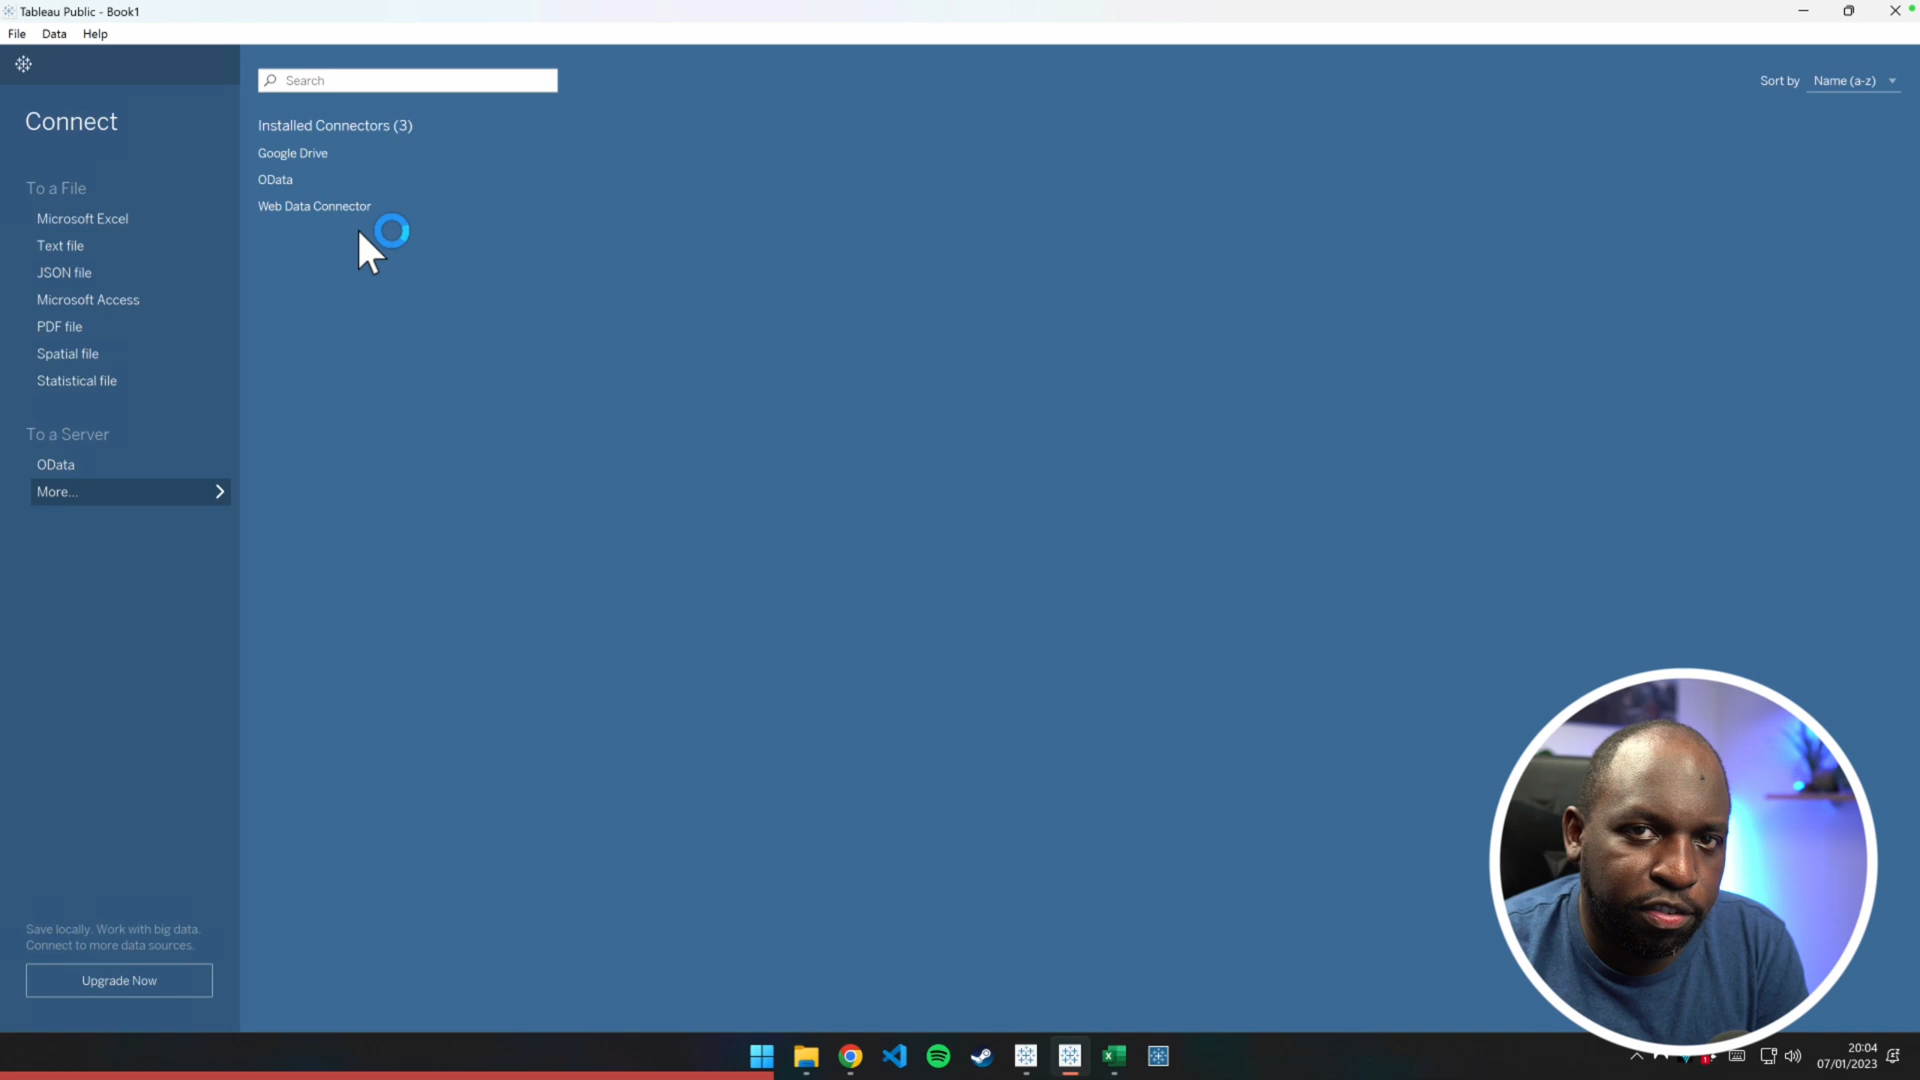 Tableau Public - Book1
File Data Help
Connect
To a File
Microsoft Excel
Text file
JSON file
Microsoft Access
PDF file
Spatial file
Statistical file
To a Server
OData
More...
Save locally. Work with big data.
Connect to more data sources.
Upgrade Now
Search
Sort by Name (a-z)
Installed Connectors (3)
Google Drive
OData
Web Data Connector
20:04
07/01/2023